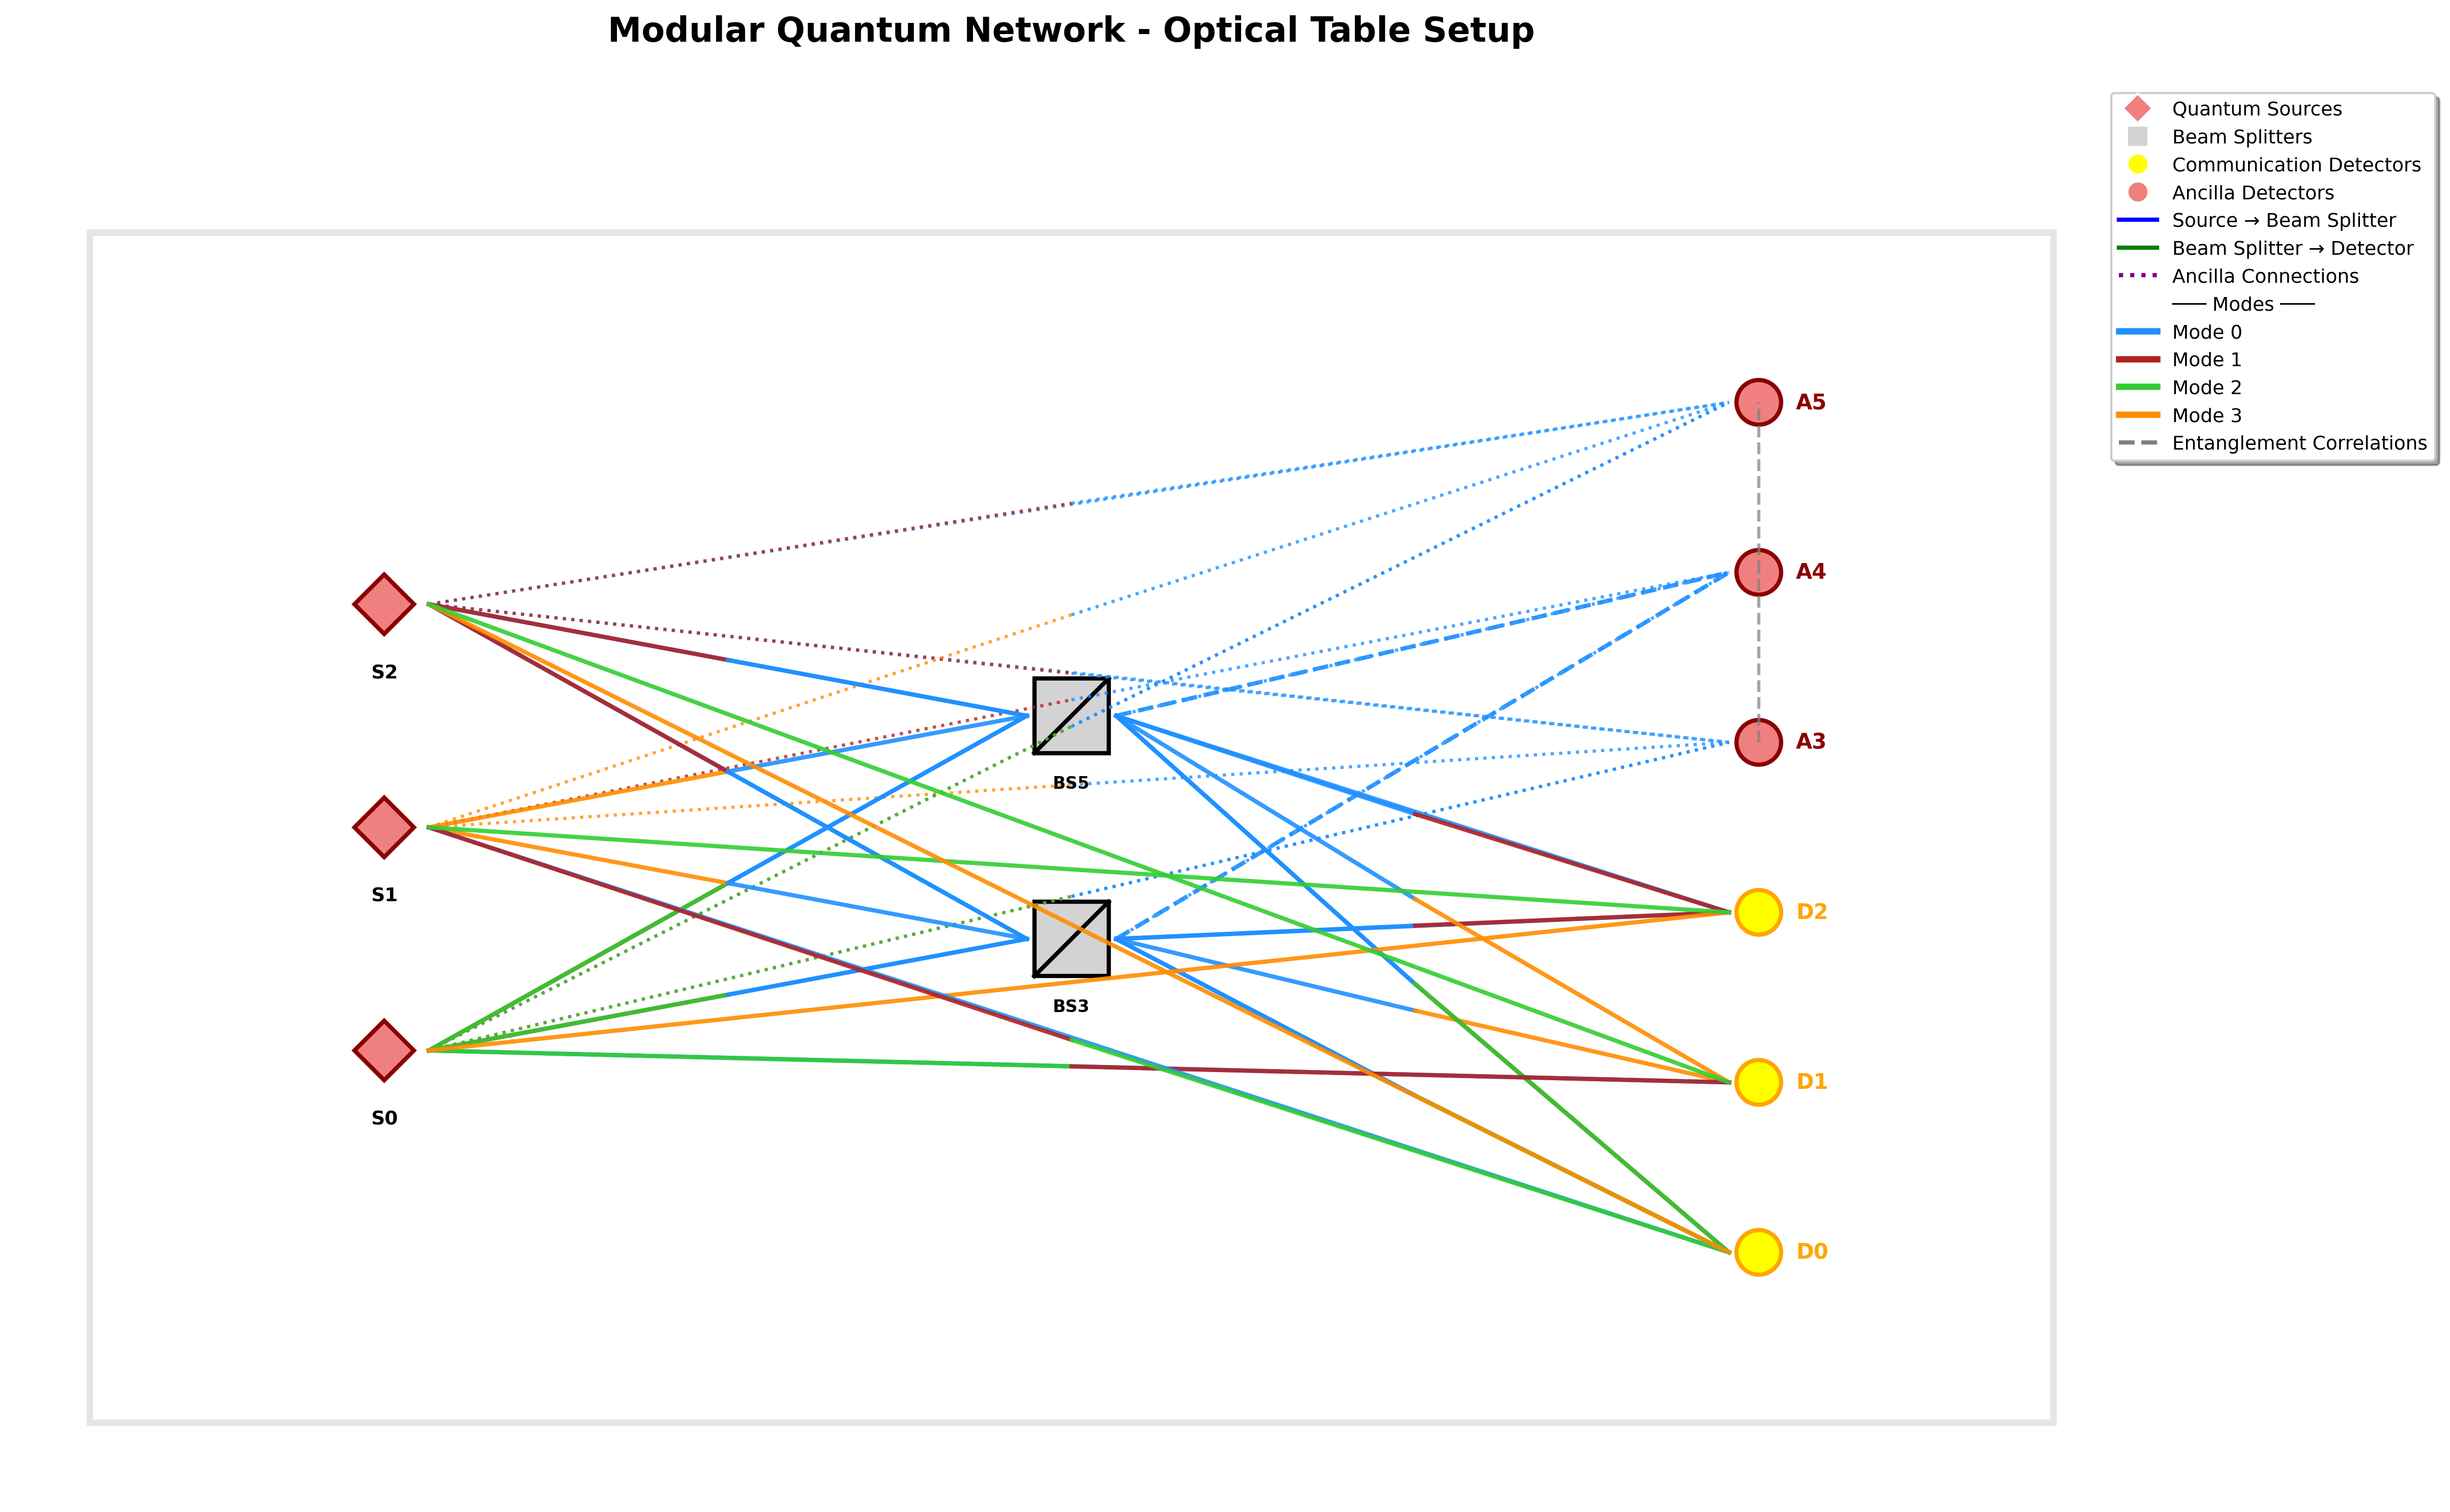 Modular Quantum Network - Optical Table Setup
Quantum Sources
Beam Splitters
Communication Detectors
Ancilla Detectors
Source → Beam Splitter
Beam Splitter → Detector
Ancilla Connections
── Modes ──
Mode 0
Mode 1
Mode 2
Mode 3
Entanglement Correlations
A5
A4
S2
A3
BS5
S1
D2
BS3
D1
S0
D0